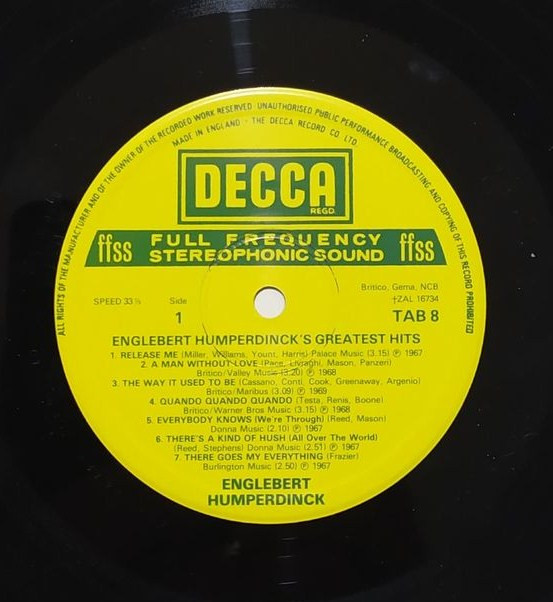 ALL RIGHTS OF THE MANUFACTURER AND OF THE OWNER OF THE RECORDED WORK RESERVED · UNAUTHORISED PUBLIC PERFORMANCE BROADCASTING AND COPYING OF THIS RECORD PROHIBITED
MADE IN ENGLAND · THE DECCA RECORD CO. LTD.
DECCA
REGD.
ffss FULL FREQUENCY STEREOPHONIC SOUND ffss
Britico, Gema, NCB
SPEED 33⅓ Side †ZAL 16734
1 TAB 8
ENGLEBERT HUMPERDINCK'S GREATEST HITS
1. RELEASE ME (Miller, Williams, Yount, Harris) Palace Music (3.15) ℗ 1967
2. A MAN WITHOUT LOVE (Pace, Livraghi, Mason, Panzeri)
Britico/Valley Music (3.20) ℗ 1968
3. THE WAY IT USED TO BE (Cassano, Conti, Cook, Greenaway, Argenio)
Britico/Maribus (3.09) ℗ 1969
4. QUANDO QUANDO QUANDO (Testa, Renis, Boone)
Britico/Warner Bros Music (3.15) ℗ 1968
5. EVERYBODY KNOWS (We're Through) (Reed, Mason)
Donna Music (2.10) ℗ 1967
6. THERE'S A KIND OF HUSH (All Over The World)
(Reed, Stephens) Donna Music (2.51) ℗ 1967
7. THERE GOES MY EVERYTHING (Frazier)
Burlington Music (2.50) ℗ 1967
ENGLEBERT
HUMPERDINCK